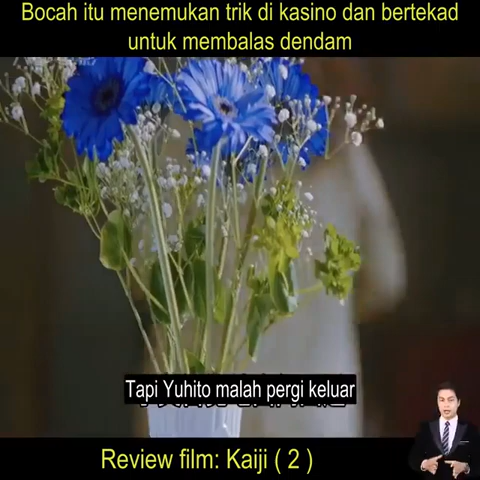 Bocah itu menemukan trik di kasino dan bertekad
untuk membalas dendam
Tapi Yuhito malah pergi keluar
Review film: Kaiji ( 2 )